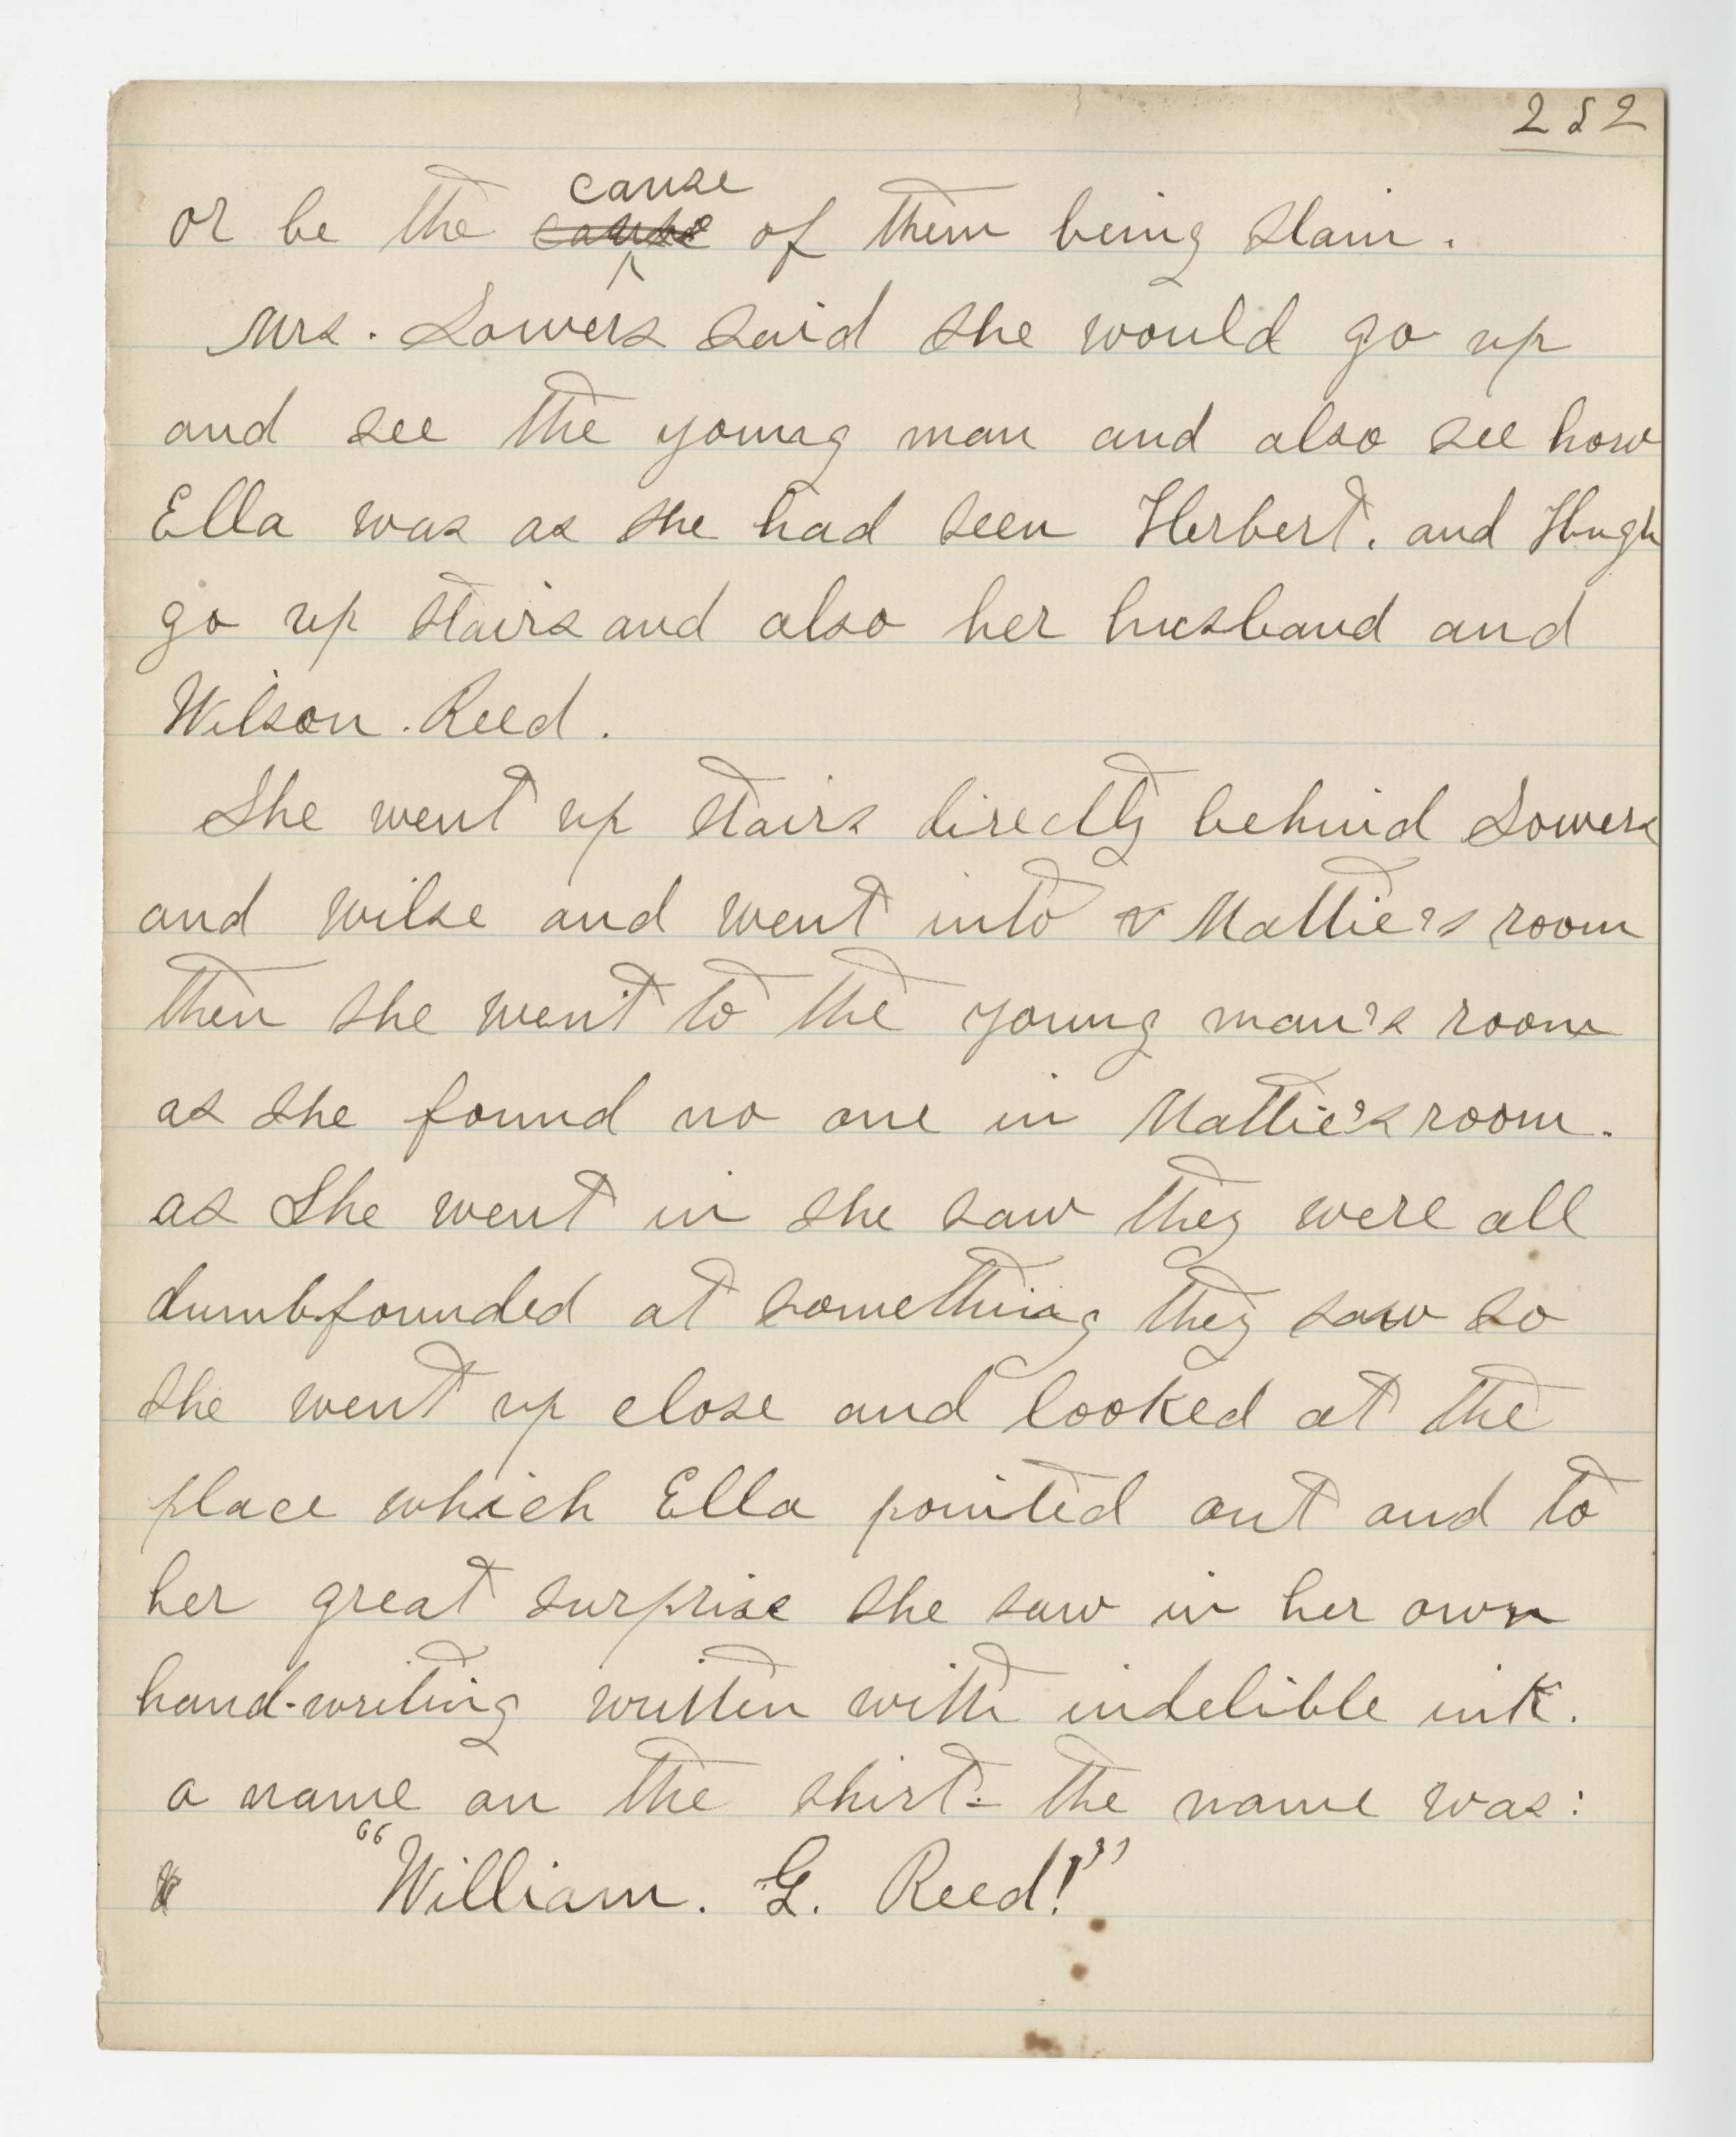 252
cause
or be the cause of them being slain.
Mrs. Sowers said she would go up
and see the young man and also see how
Ella was as she had seen Herbert. and Hugh
go up stairs and also her husband and
Wilson. Reed.
She went up stairs directly behind Sowers
and wilse and went into Mattie's room
then she went to the young man's room
as she found no one in Mattie's room.
as She went in she saw they were all
dumbfounded at something they saw so
she went up close and looked at the
place which Ella pointed out and to
her great surprise she saw in her own
hand-writing written with indelible ink.
a name on the shirt - the name was:
"William. G. Reed!"